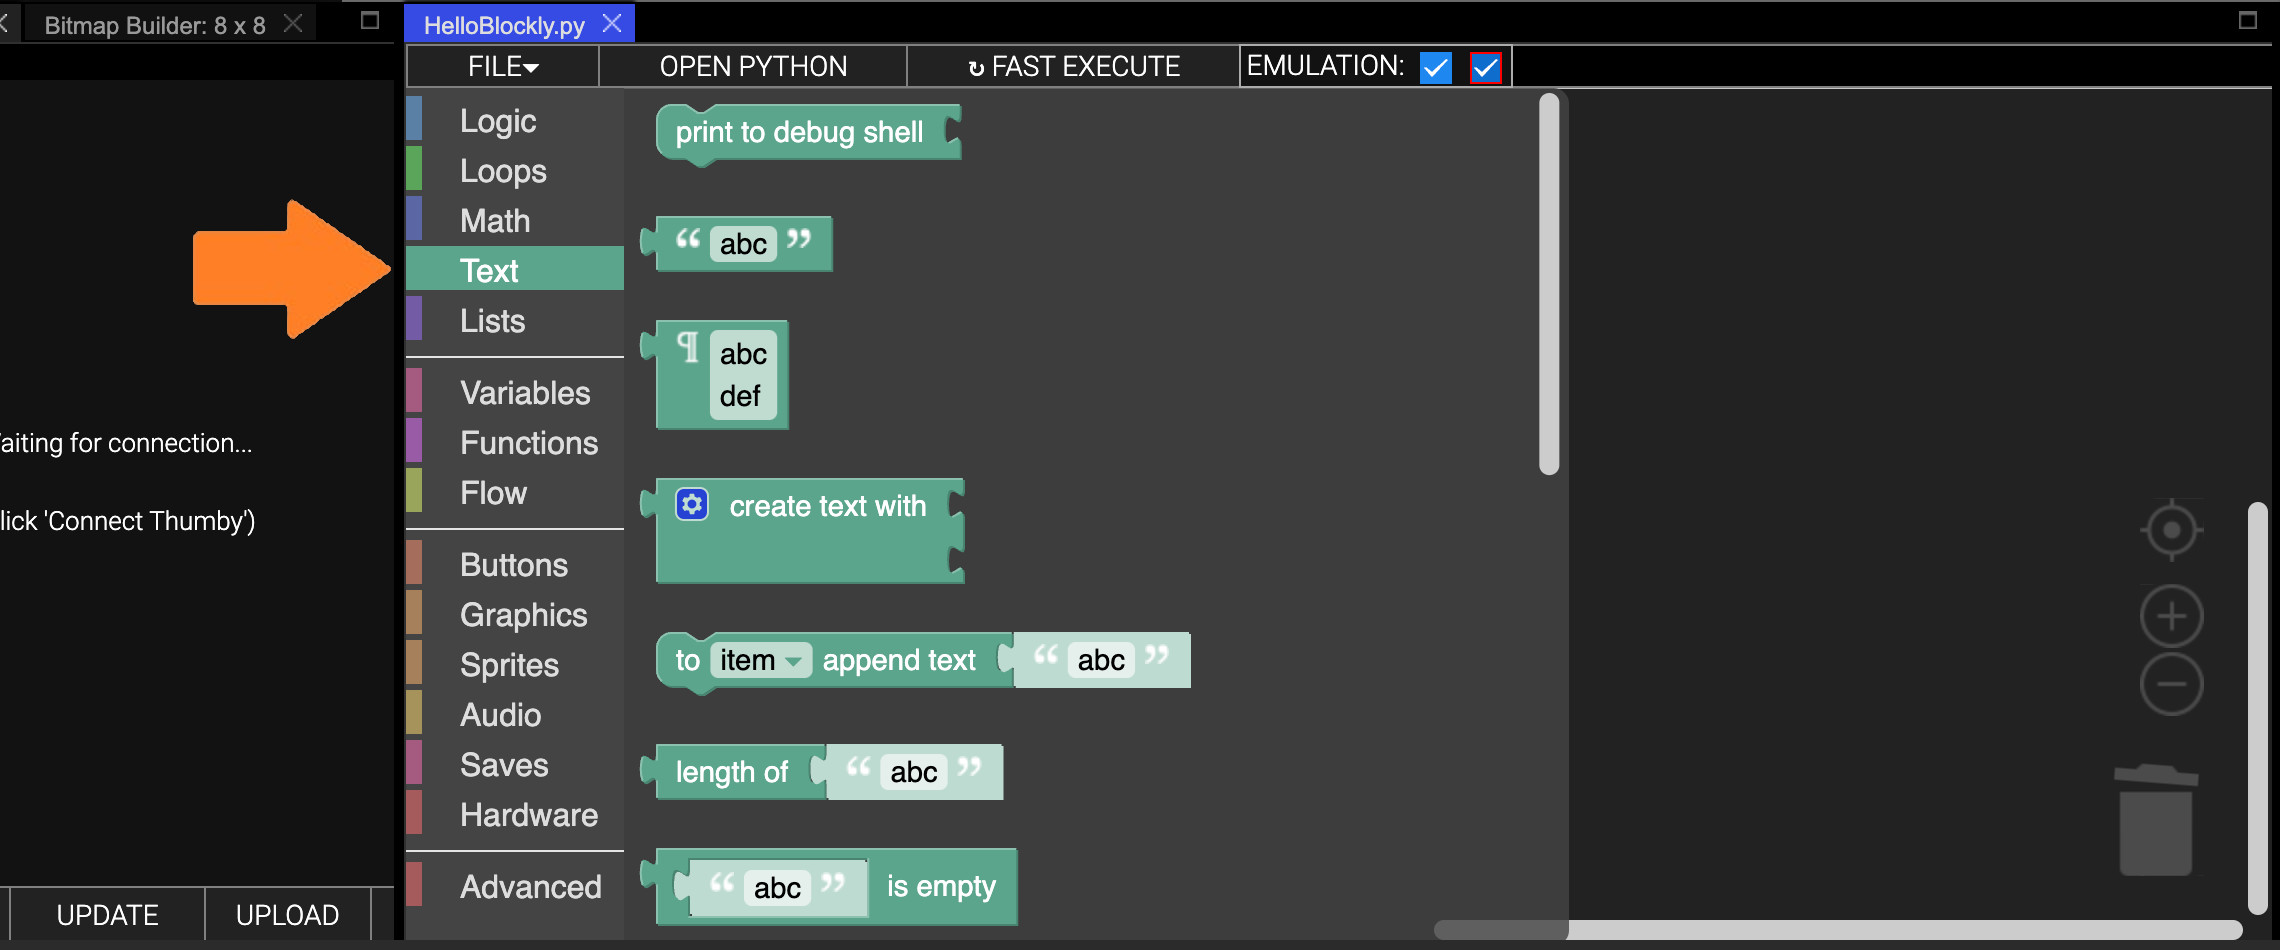 Bitmap Builder: 8 x 8
HelloBlockly.py
FILE
OPEN PYTHON
FAST EXECUTE
EMULATION:
aiting for connection...
lick 'Connect Thumby')
UPDATE
UPLOAD
Logic
Loops
Math
Text
Lists
Variables
Functions
Flow
Buttons
Graphics
Sprites
Audio
Saves
Hardware
Advanced
print to debug shell
“ abc ”
¶ abc
def
create text with
to item append text “ abc ”
length of “ abc ”
“ abc ” is empty